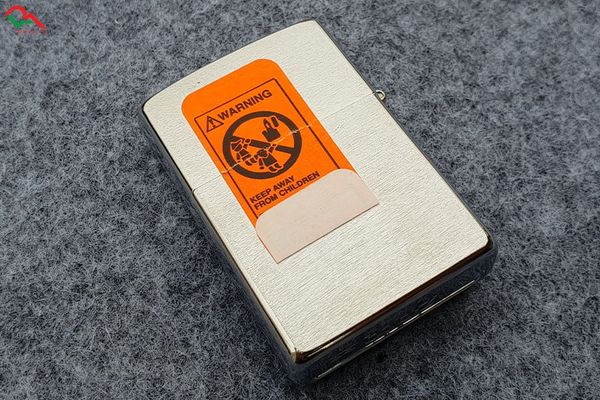 WARNING
KEEP AWAY
FROM CHILDREN